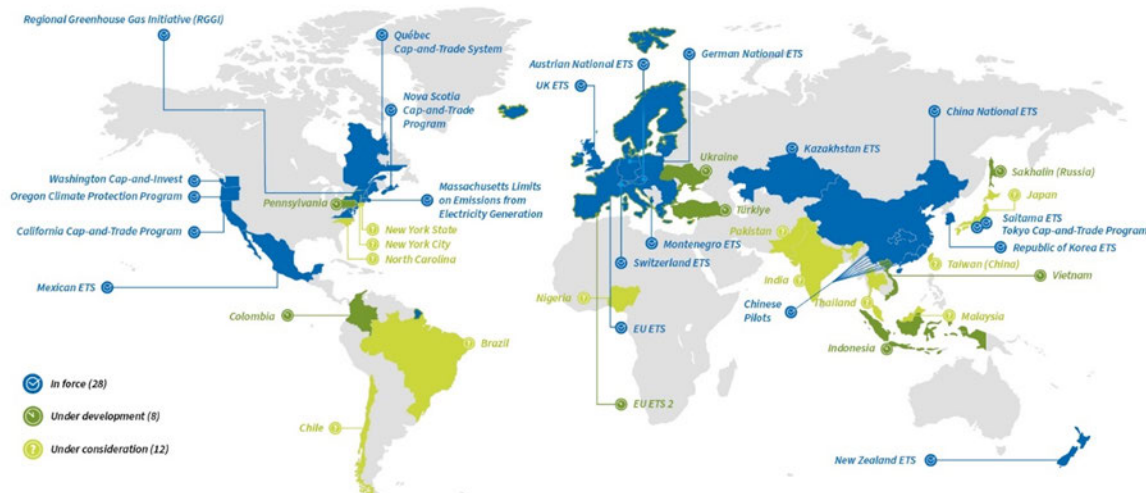 Regional Greenhouse Gas Initiative (RGGI)
Québec
Cap-and-Trade System
Nova Scotia
Cap-and-Trade
Program
Washington Cap-and-Invest
Oregon Climate Protection Program
California Cap-and-Trade Program
Pennsylvania
Massachusetts Limits
on Emissions from
Electricity Generation
New York State
New York City
North Carolina
Mexican ETS
Colombia
Brazil
Chile
Austrian National ETS
German National ETS
UK ETS
Ukraine
Türkiye
Montenegro ETS
Switzerland ETS
Nigeria
EU ETS
EU ETS 2
China National ETS
Kazakhstan ETS
Sakhalin (Russia)
Japan
Saitama ETS
Tokyo Cap-and-Trade Program
Republic of Korea ETS
Pakistan
India
Taiwan (China)
Vietnam
Chinese
Pilots
Thailand
Malaysia
Indonesia
New Zealand ETS
In force (28)
Under development (8)
Under consideration (12)